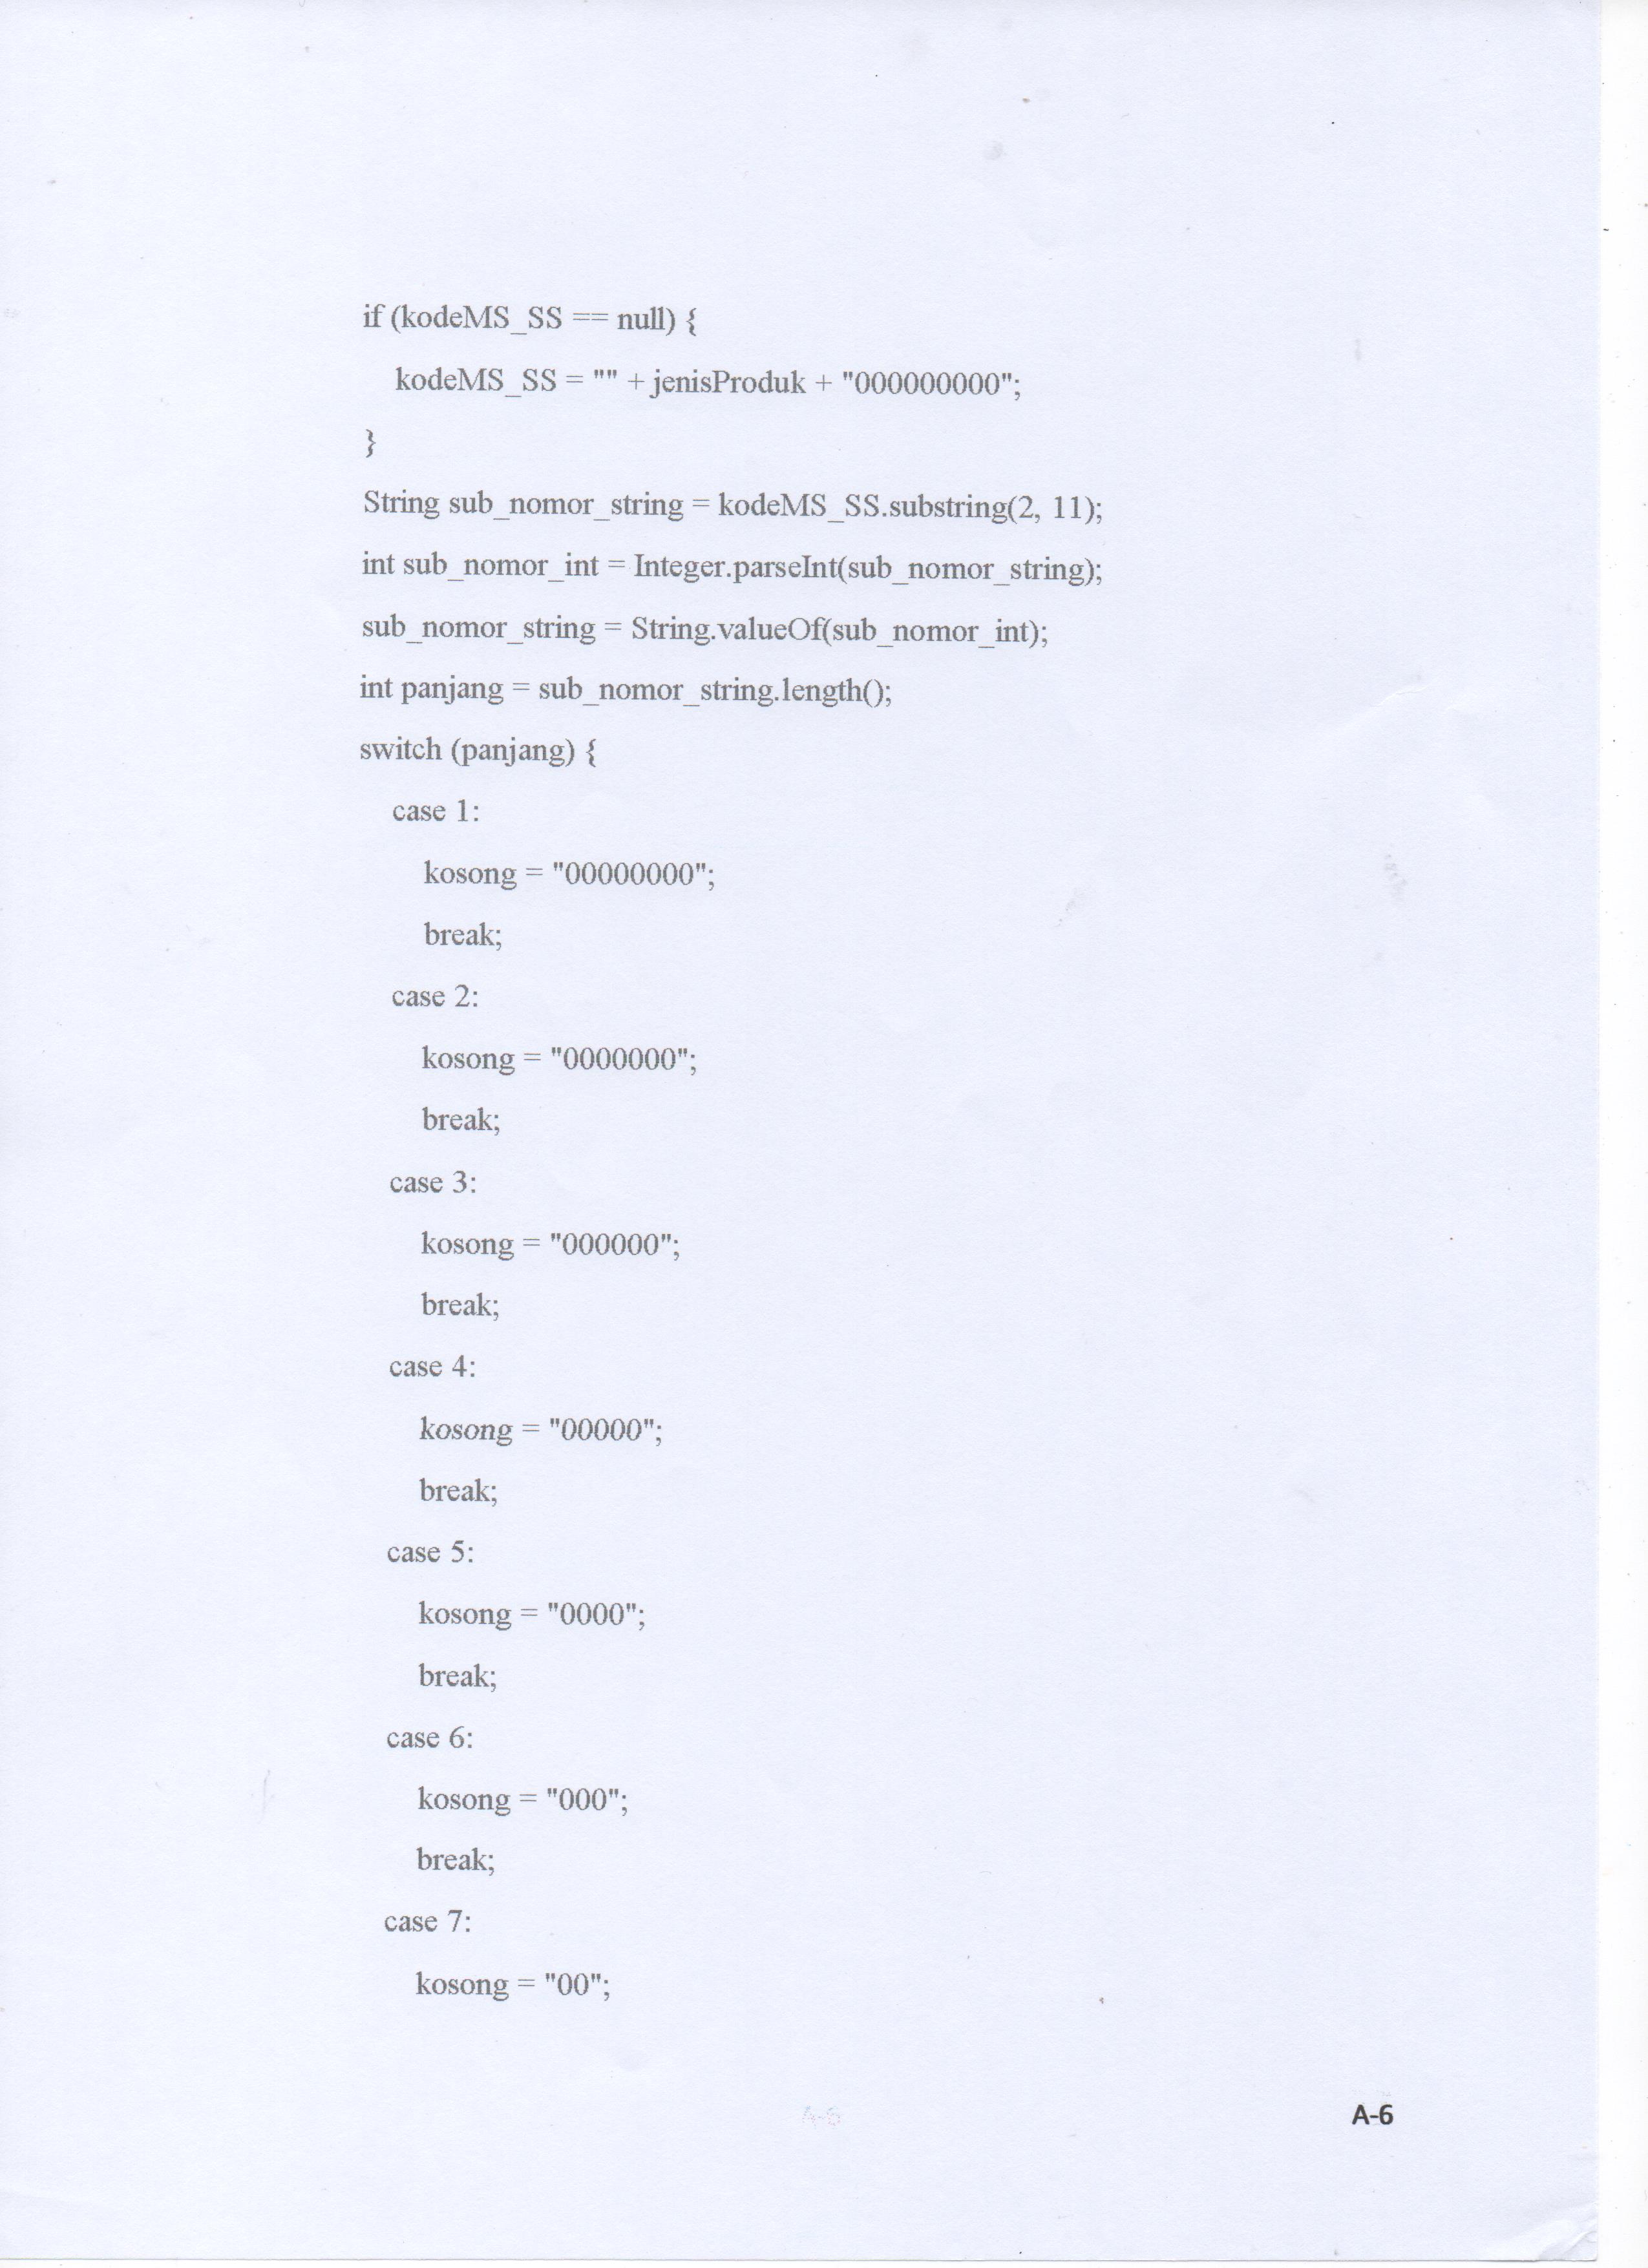 if (kodeMS_SS == null) {
kodeMS_SS = "" + jenisProduk + "000000000";
}
String sub_nomor_string = kodeMS_SS.substring(2, 11);
int sub_nomor_int = Integer.parseInt(sub_nomor_string);
sub_nomor_string = String.valueOf(sub_nomor_int);
int panjang = sub_nomor_string.length();
switch (panjang) {
case 1:
kosong = "00000000";
break;
case 2:
kosong = "0000000";
break;
case 3:
kosong = "000000";
break;
case 4:
kosong = "00000";
break;
case 5:
kosong = "0000";
break;
case 6:
kosong = "000";
break;
case 7:
kosong = "00";
A-6
A-6